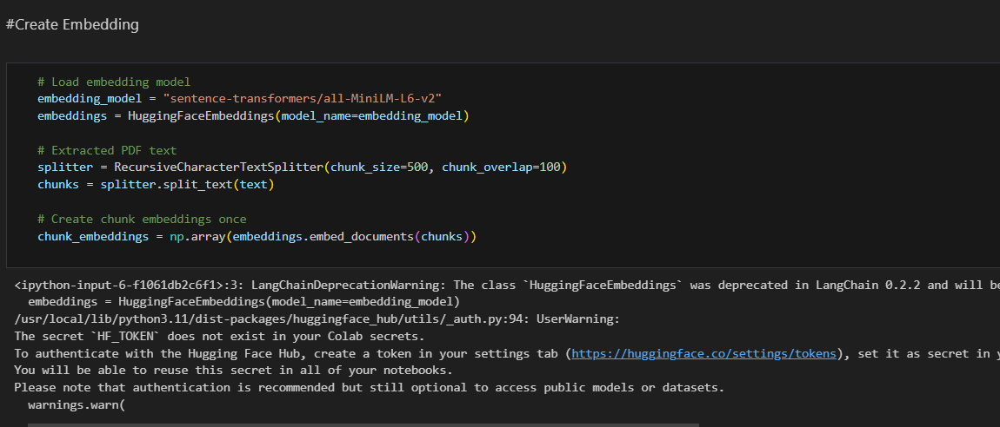 #Create Embedding
# Load embedding model
embedding_model = "sentence-transformers/all-MiniLM-L6-v2"
embeddings = HuggingFaceEmbeddings(model_name=embedding_model)
# Extracted PDF text
splitter = RecursiveCharacterTextSplitter(chunk_size=500, chunk_overlap=100)
chunks = splitter.split_text(text)
# Create chunk embeddings once
chunk_embeddings = np.array(embeddings.embed_documents(chunks))
<ipython-input-6-f1061db2c6f1>:3: LangChainDeprecationWarning: The class `HuggingFaceEmbeddings` was deprecated in LangChain 0.2.2 and will be
embeddings = HuggingFaceEmbeddings(model_name=embedding_model)
/usr/local/lib/python3.11/dist-packages/huggingface_hub/utils/_auth.py:94: UserWarning:
The secret `HF_TOKEN` does not exist in your Colab secrets.
To authenticate with the Hugging Face Hub, create a token in your settings tab (https://huggingface.co/settings/tokens), set it as secret in
You will be able to reuse this secret in all of your notebooks.
Please note that authentication is recommended but still optional to access public models or datasets.
warnings.warn(